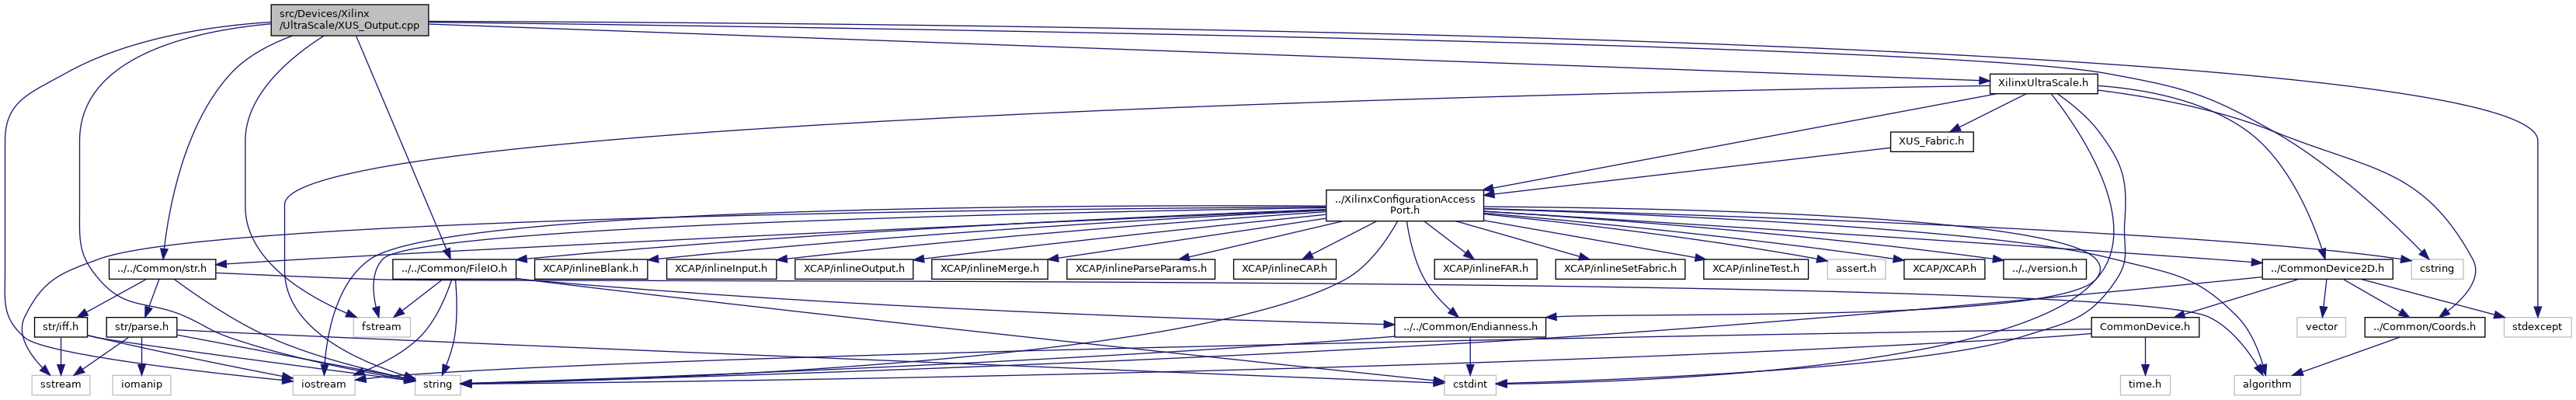 src/Devices/Xilinx
/UltraScale/XUS_Output.cpp
XilinxUltraScale.h
XUS_Fabric.h
../XilinxConfigurationAccess
Port.h
../../Common/str.h
../../Common/FileIO.h
XCAP/inlineBlank.h
XCAP/inlineInput.h
XCAP/inlineOutput.h
XCAP/inlineMerge.h
XCAP/inlineParseParams.h
XCAP/inlineCAP.h
XCAP/inlineFAR.h
XCAP/inlineSetFabric.h
XCAP/inlineTest.h
assert.h
XCAP/XCAP.h
../../version.h
../CommonDevice2D.h
cstring
str/iff.h
str/parse.h
fstream
../../Common/Endianness.h
CommonDevice.h
vector
../Common/Coords.h
stdexcept
sstream
iomanip
iostream
string
cstdint
time.h
algorithm